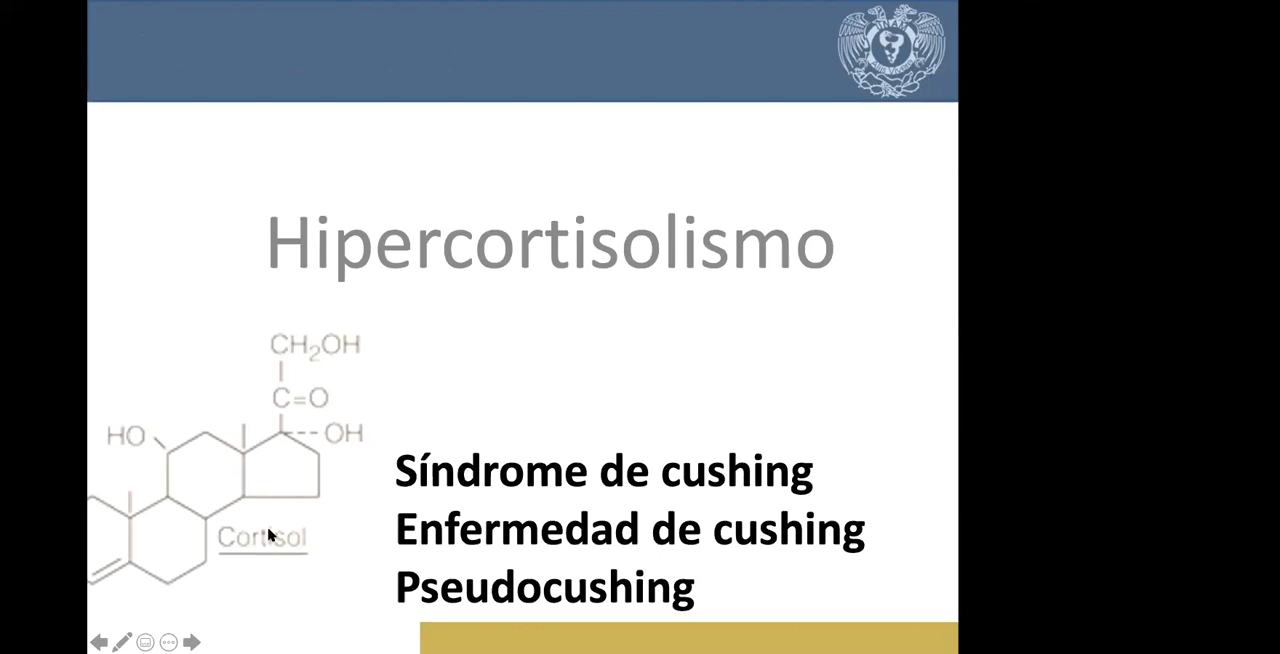 Hipercortisolismo
CH₂OH
C=O
HO
OH
Síndrome de cushing
Enfermedad de cushing
Cortisol
Pseudocushing